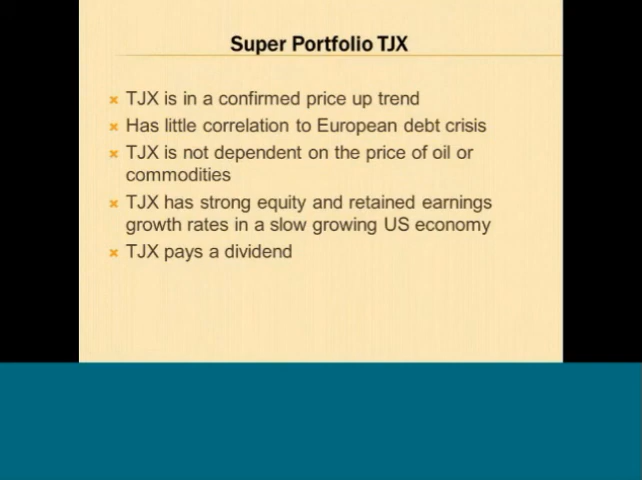 Super Portfolio TJX
TJX is in a confirmed price up trend
Has little correlation to European debt crisis
TJX is not dependent on the price of oil or
commodities
TJX has strong equity and retained earnings
growth rates in a slow growing US economy
TJX pays a dividend